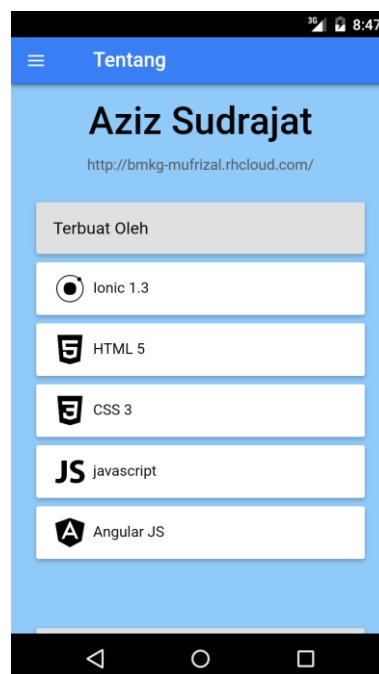 3G 8:47
Tentang
Aziz Sudrajat
http://bmkg-mufrizal.rhcloud.com/
Terbuat Oleh
Ionic 1.3
HTML 5
CSS 3
JS javascript
Angular JS